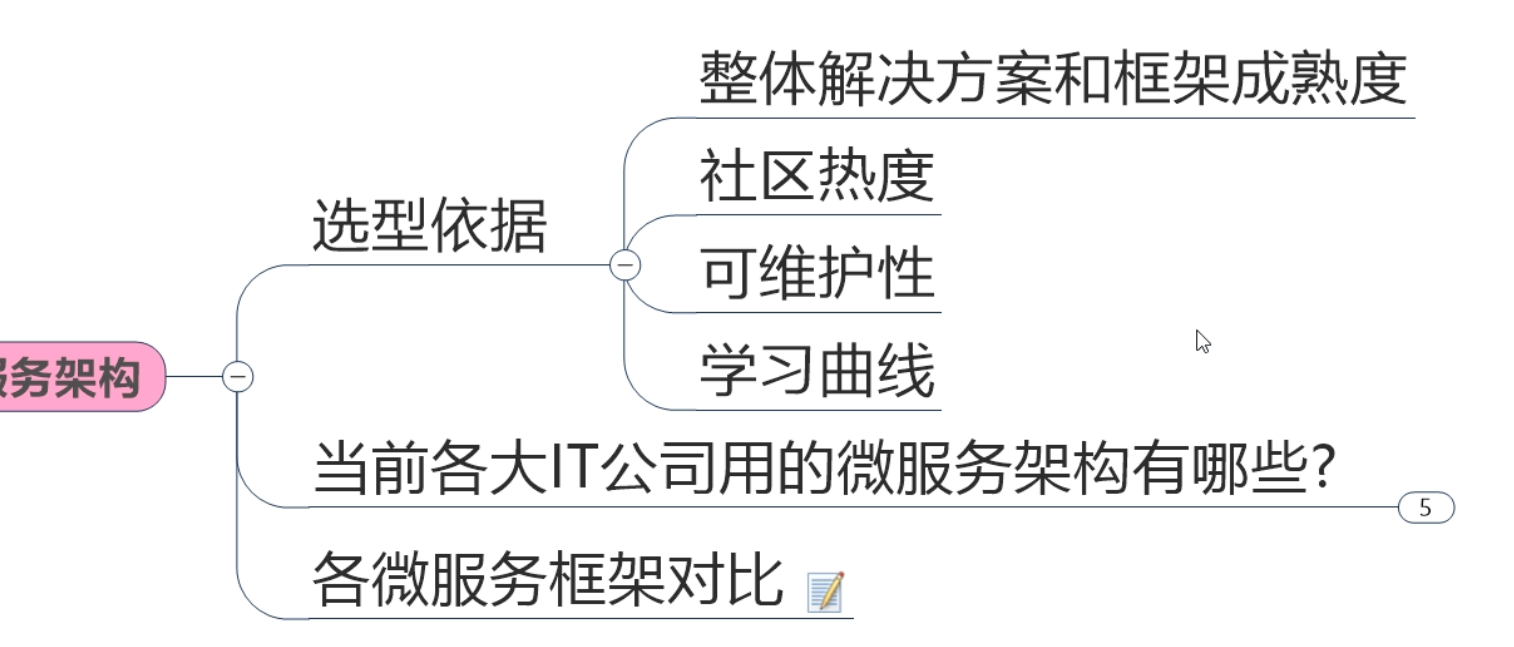 整体解决方案和框架成熟度
社区热度
选型依据
可维护性
学习曲线
服务架构
当前各大IT公司用的微服务架构有哪些?
5
各微服务框架对比